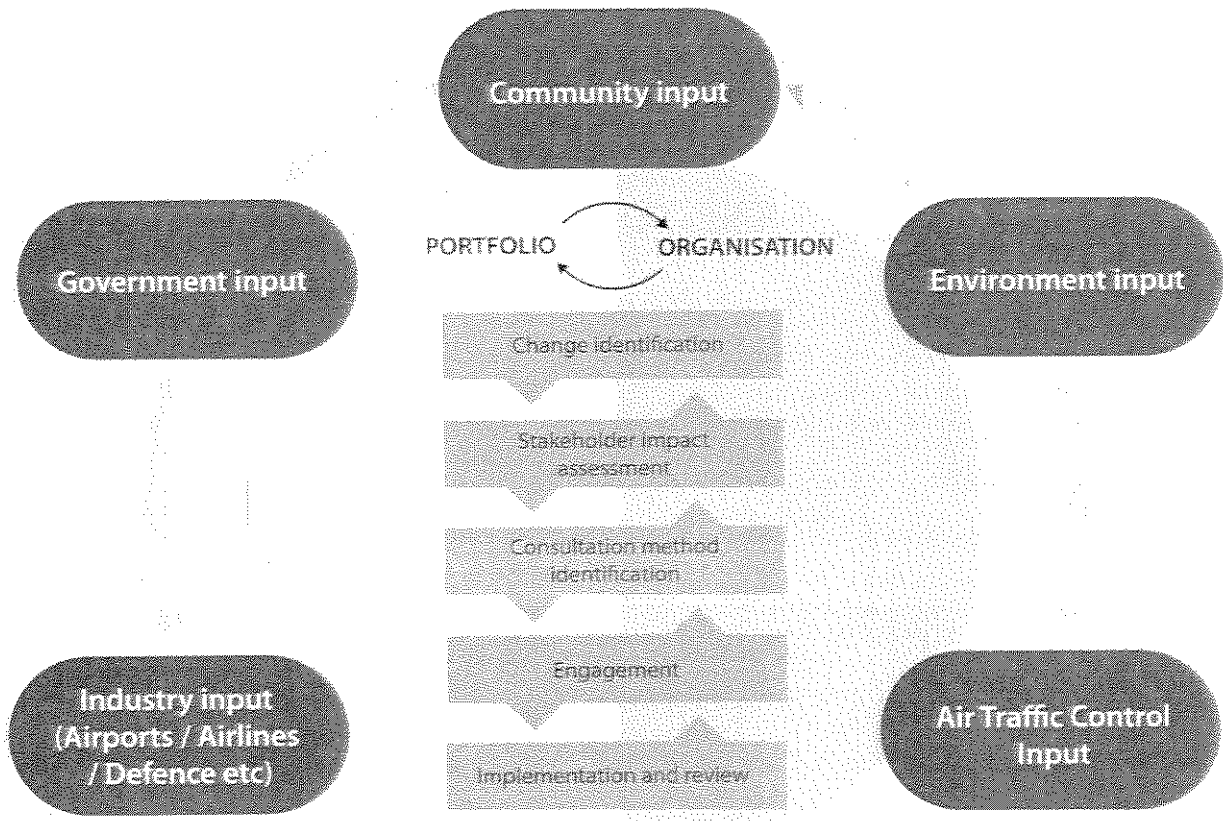 Community input
Government input
PORTFOLIO
ORGANISATION
Environment input
Change identification
Stakeholder impact
assessment
Consultation method
identification
Engagement
Implementation and review
Industry input
(Airports / Airlines
/ Defence etc)
Air Traffic Control
Input